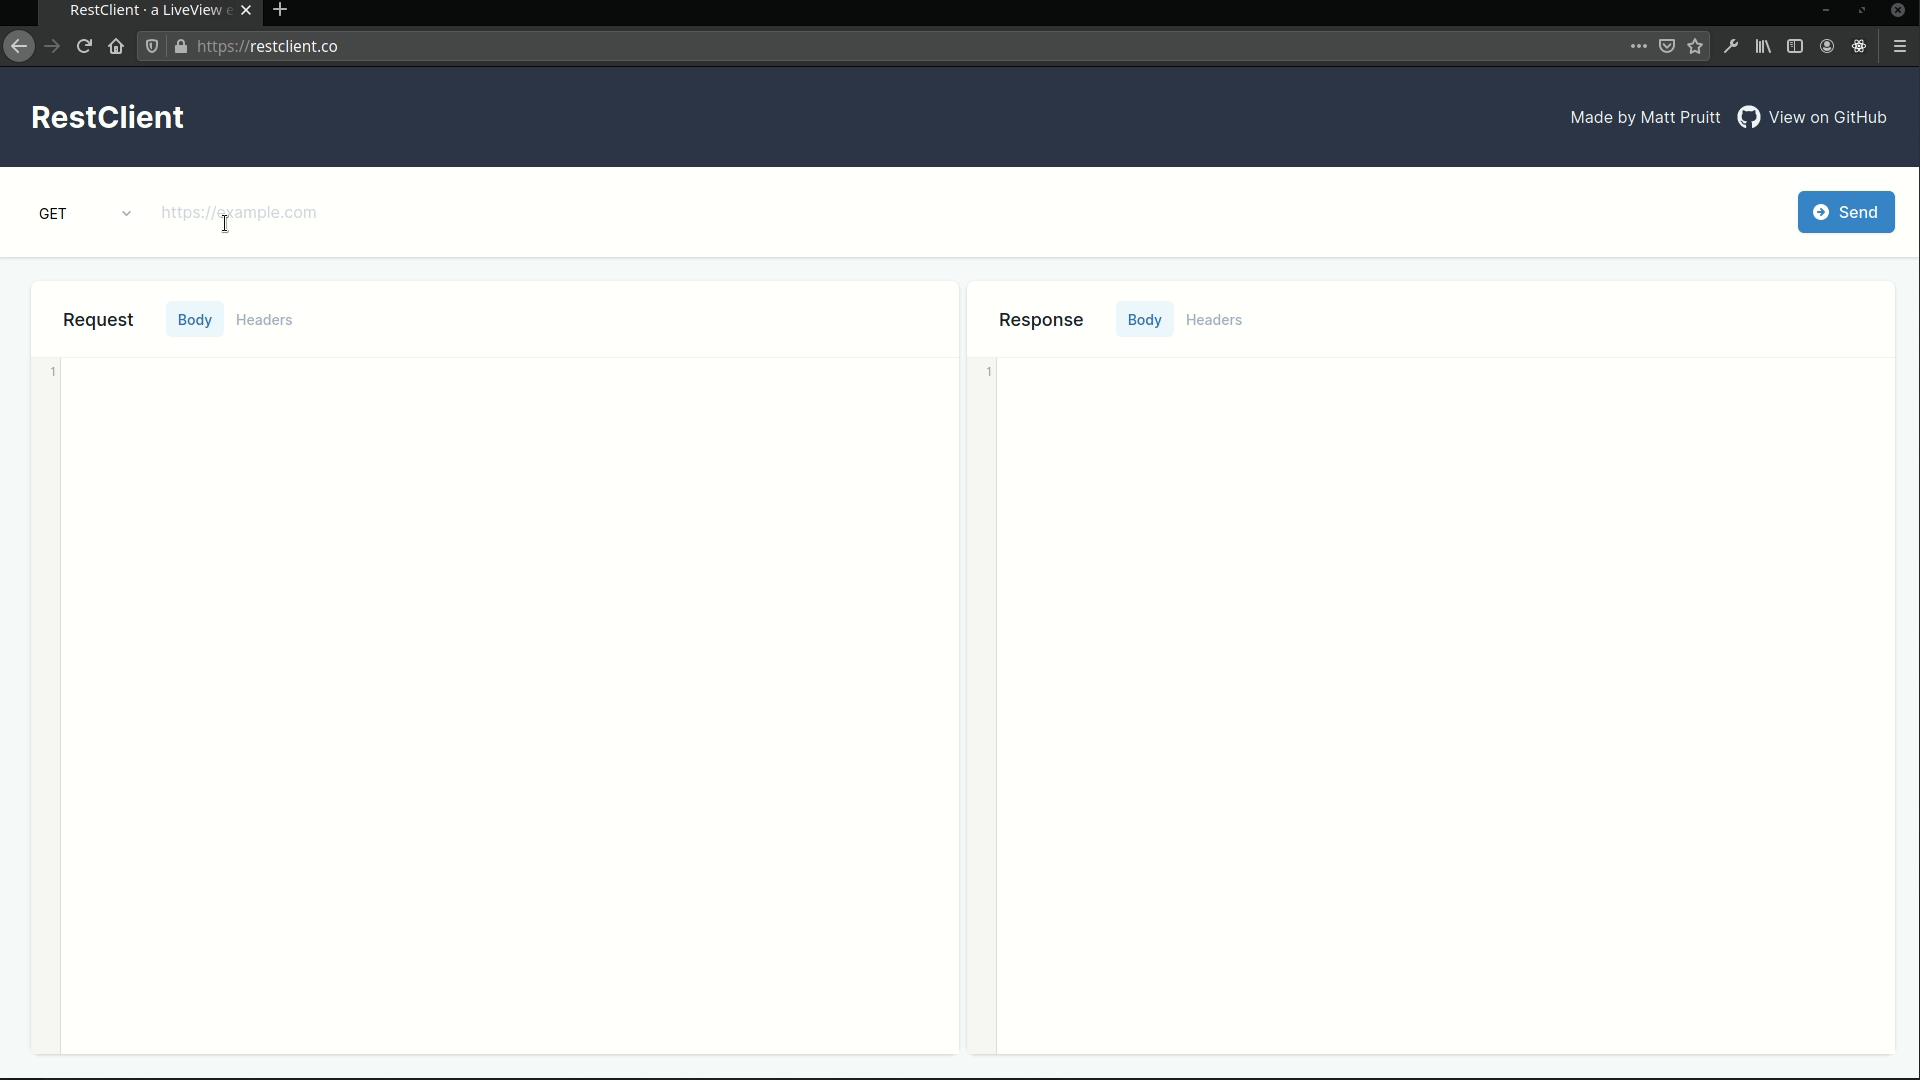 RestClient · a LiveView e
https://restclient.co
RestClient
Made by Matt Pruitt
View on GitHub
GET
https://example.com
Send
Request
Body
Headers
1
Response
Body
Headers
1